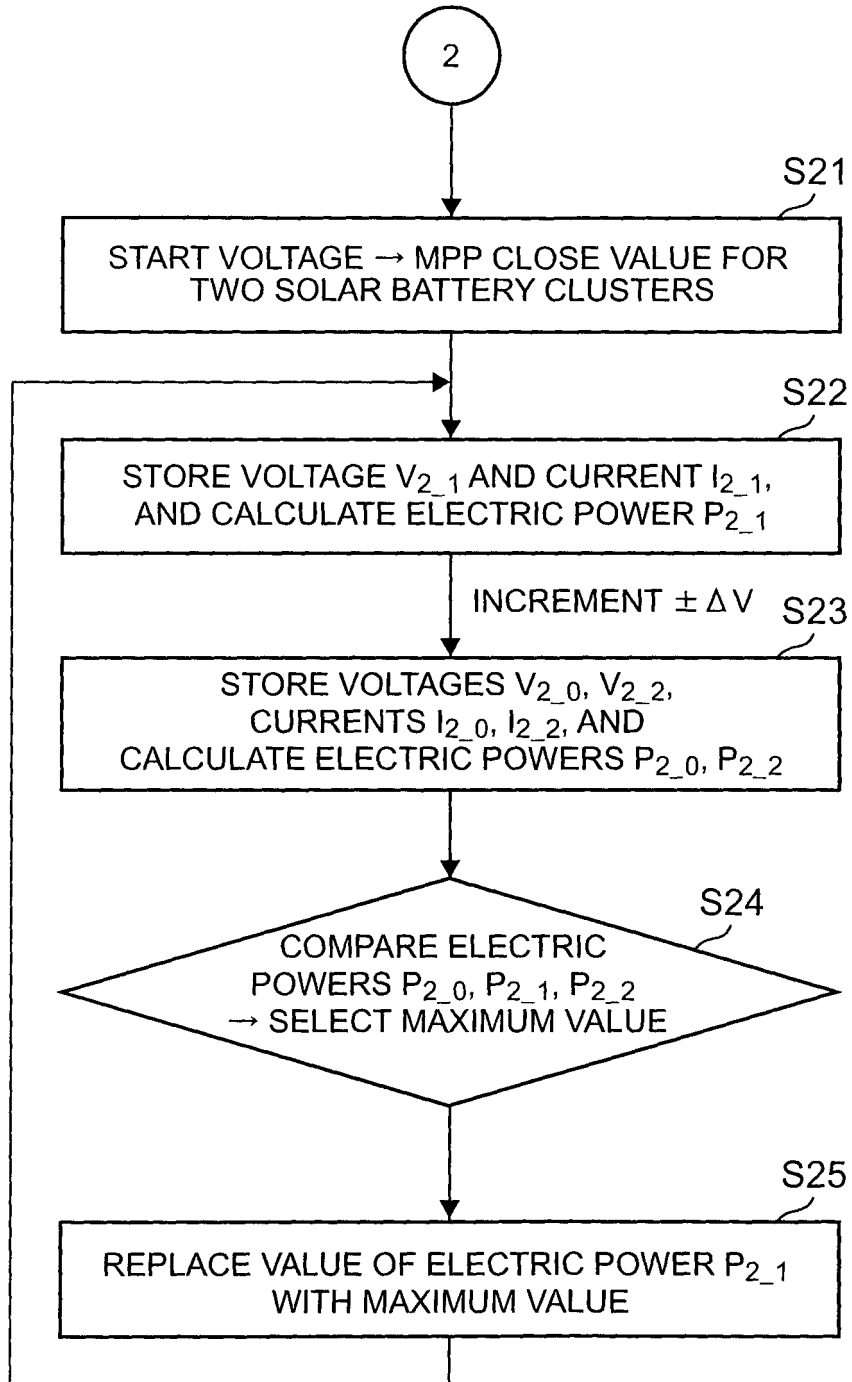 2
S21
START VOLTAGE → MPP CLOSE VALUE FOR
TWO SOLAR BATTERY CLUSTERS
S22
STORE VOLTAGE V2_1 AND CURRENT I2_1,
AND CALCULATE ELECTRIC POWER P2_1
INCREMENT ± Δ V
S23
STORE VOLTAGES V2_0, V2_2,
CURRENTS I2_0, I2_2, AND
CALCULATE ELECTRIC POWERS P2_0, P2_2
S24
COMPARE ELECTRIC
POWERS P2_0, P2_1, P2_2
→ SELECT MAXIMUM VALUE
S25
REPLACE VALUE OF ELECTRIC POWER P2_1
WITH MAXIMUM VALUE